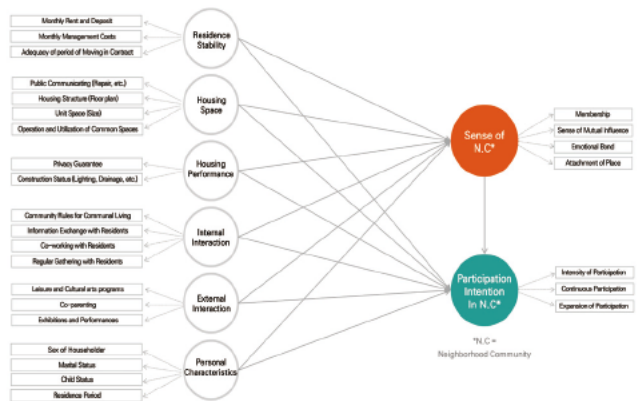 Monthly Rent and Deposit
Monthly Management Costs
Adequacy of period of Moving in Contract
Residence
Stability
Public Communicating (Repair, etc.)
Housing Structure (Floor plan)
Unit Space (Size)
Operation and Utilization of Common Spaces
Housing
Space
Privacy Guarantee
Construction Status (Lighting, Drainage, etc.)
Housing
Performance
Community Rules for Communal Living
Information Exchange with Residents
Co-working with Residents
Regular Gathering with Residents
Internal
Interaction
Leisure and Cultural arts programs
Co-parenting
Exhibitions and Performances
External
Interaction
Sex of Householder
Marital Status
Child Status
Residence Period
Personal
Characteristics
Sense of
N.C*
Membership
Sense of Mutual Influence
Emotional Bond
Attachment of Place
Participation
Intention
In N.C*
Intensity of Participation
Continuous Participation
Expansion of Participation
*N.C =
Neighborhood Community